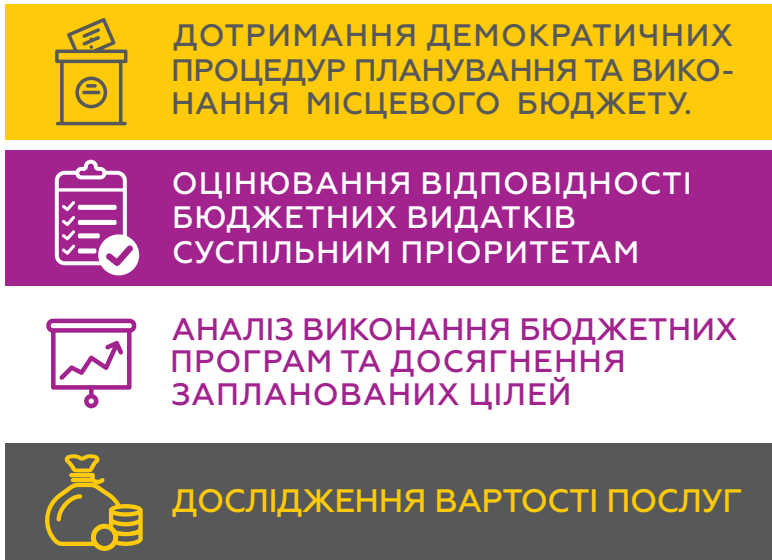 ДОТРИМАННЯ ДЕМОКРАТИЧНИХ
ПРОЦЕДУР ПЛАНУВАННЯ ТА ВИКО-
НАННЯ МІСЦЕВОГО БЮДЖЕТУ.
ОЦІНЮВАННЯ ВІДПОВІДНОСТІ
БЮДЖЕТНИХ ВИДАТКІВ
СУСПІЛЬНИМ ПРІОРИТЕТАМ
АНАЛІЗ ВИКОНАННЯ БЮДЖЕТНИХ
ПРОГРАМ ТА ДОСЯГНЕННЯ
ЗАПЛАНОВАНИХ ЦІЛЕЙ
ДОСЛІДЖЕННЯ ВАРТОСТІ ПОСЛУГ